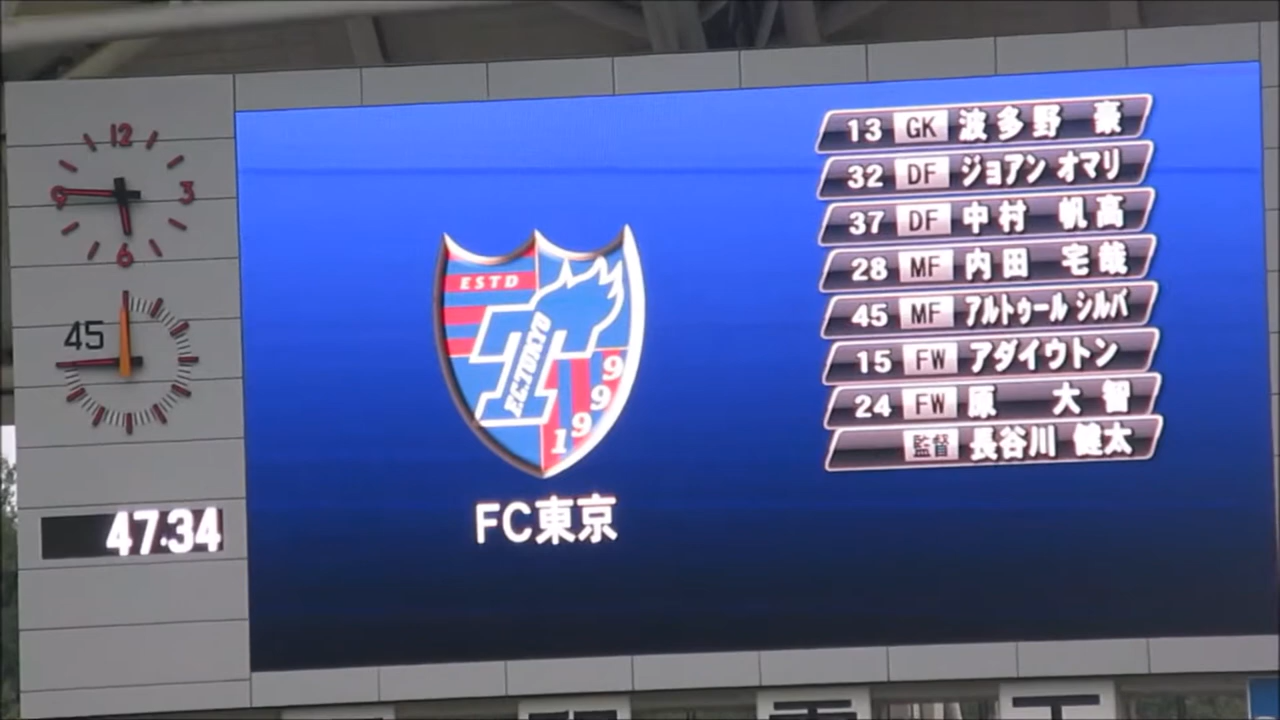 12
3
6
9
45
47.34
ESTD
F.C.TOKYO
1999
FC東京
13 GK 波多野 豪
32 DF ジョアン オマリ
37 DF 中村 帆高
28 MF 内田 宅哉
45 MF アルトゥール シルバ
15 FW アダイウトン
24 FW 原 大智
監督 長谷川 健太